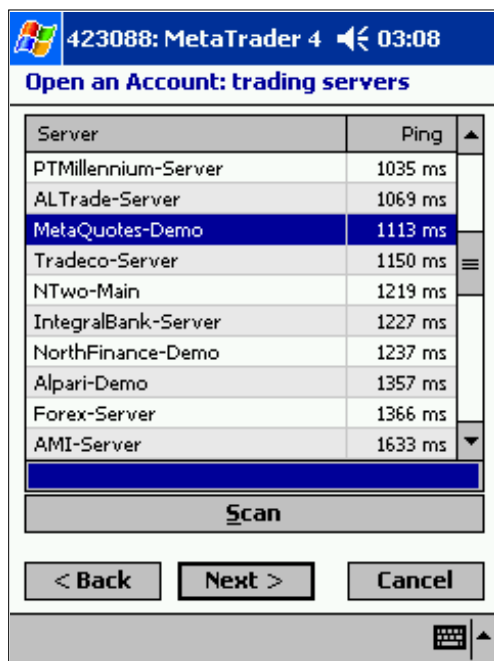 423088: MetaTrader 4 03:08
Open an Account: trading servers
Server Ping
PTMillennium-Server 1035 ms
ALTrade-Server 1069 ms
MetaQuotes-Demo 1113 ms
Tradeco-Server 1150 ms
NTwo-Main 1219 ms
IntegralBank-Server 1227 ms
NorthFinance-Demo 1237 ms
Alpari-Demo 1357 ms
Forex-Server 1366 ms
AMI-Server 1633 ms
Scan
< Back Next > Cancel